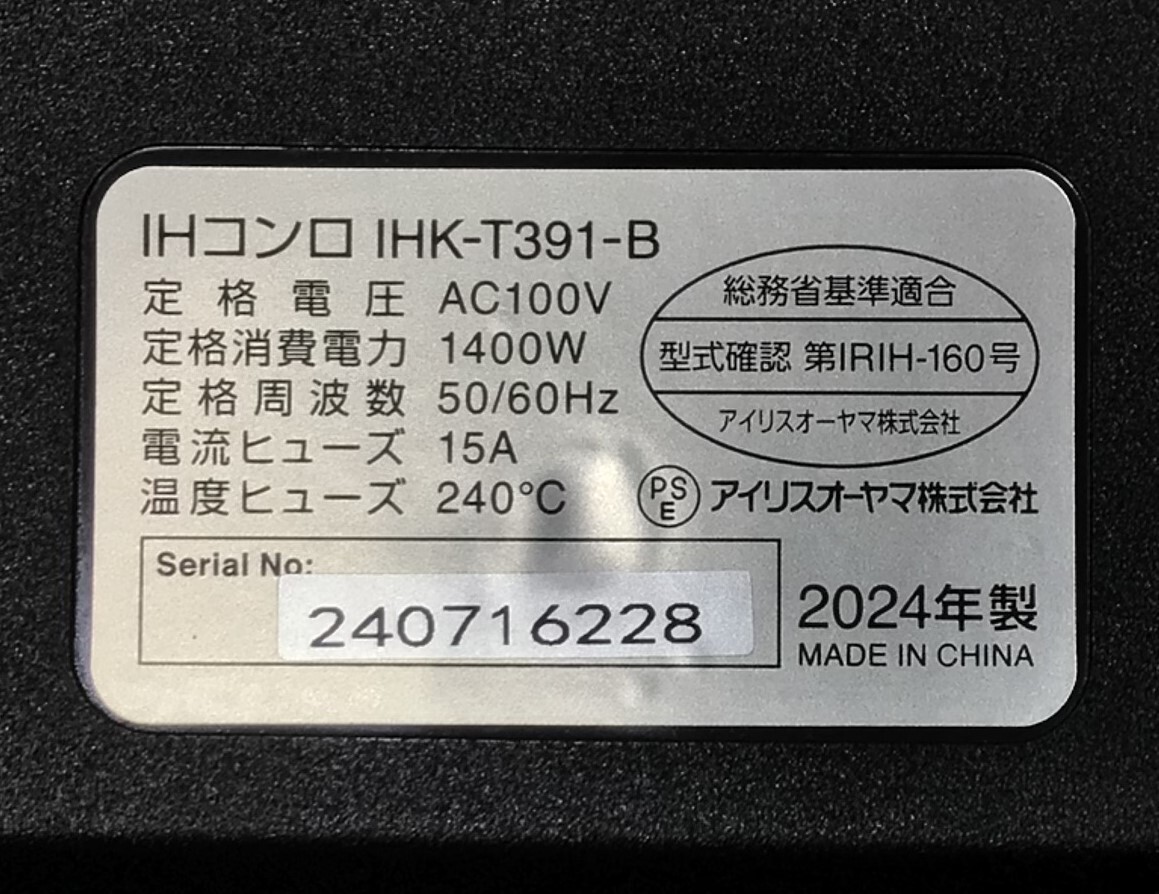 IHコンロ IHK-T391-B
定格電圧 AC100V
定格消費電力 1400W
定格周波数 50/60Hz
電流ヒューズ 15A
温度ヒューズ 240℃
総務省基準適合
型式確認 第IRIH-160号
アイリスオーヤマ株式会社
PSE アイリスオーヤマ株式会社
Serial No:
240716228
2024年製
MADE IN CHINA